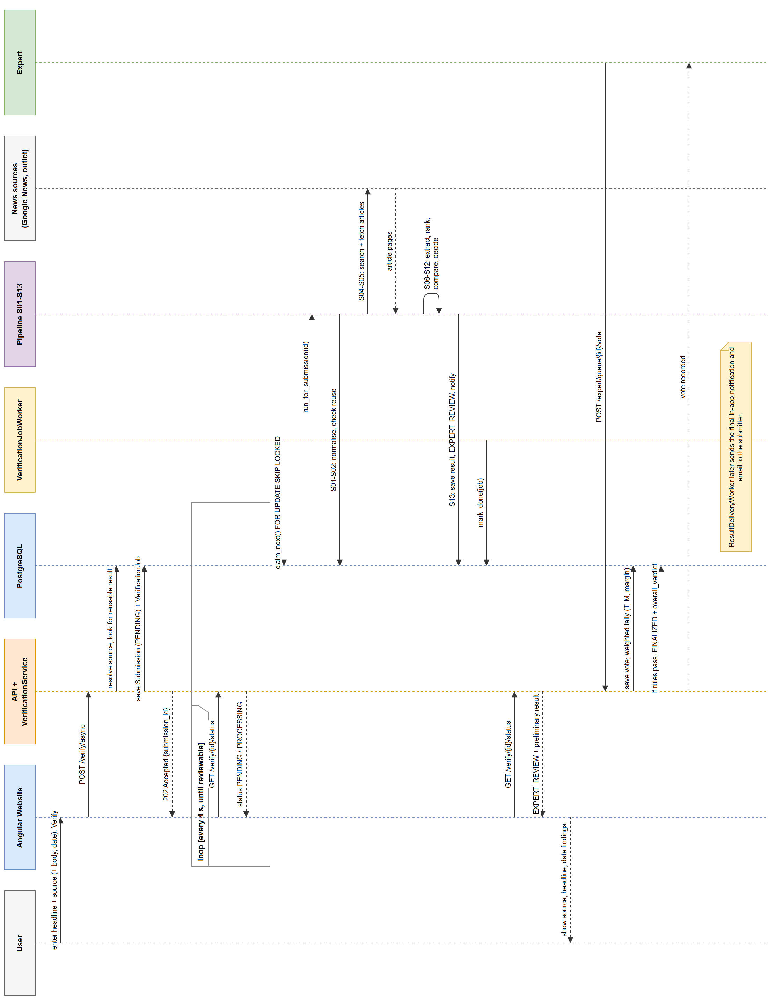 User
Angular Website
API +
VerificationService
PostgreSQL
VerificationJobWorker
Pipeline S01-S13
News sources
(Google News, outlet)
Expert
enter headline + source (+ body, date), Verify
POST /verify/async
resolve source, look for reusable result
save Submission (PENDING) + VerificationJob
202 Accepted {submission_id}
loop [every 4 s, until reviewable]
GET /verify/{id}/status
status PENDING / PROCESSING
claim_next() FOR UPDATE SKIP LOCKED
run_for_submission(id)
S01-S02: normalise, check reuse
S04-S05: search + fetch articles
article pages
S06-S12: extract, rank,
compare, decide
S13: save result, EXPERT_REVIEW, notify
mark_done(job)
GET /verify/{id}/status
EXPERT_REVIEW + preliminary result
show source, headline, date findings
POST /expert/queue/{id}/vote
save vote; weighted tally (T, M, margin)
if rules pass: FINALIZED + overall_verdict
vote recorded
ResultDeliveryWorker later sends the final in-app notification and
email to the submitter.